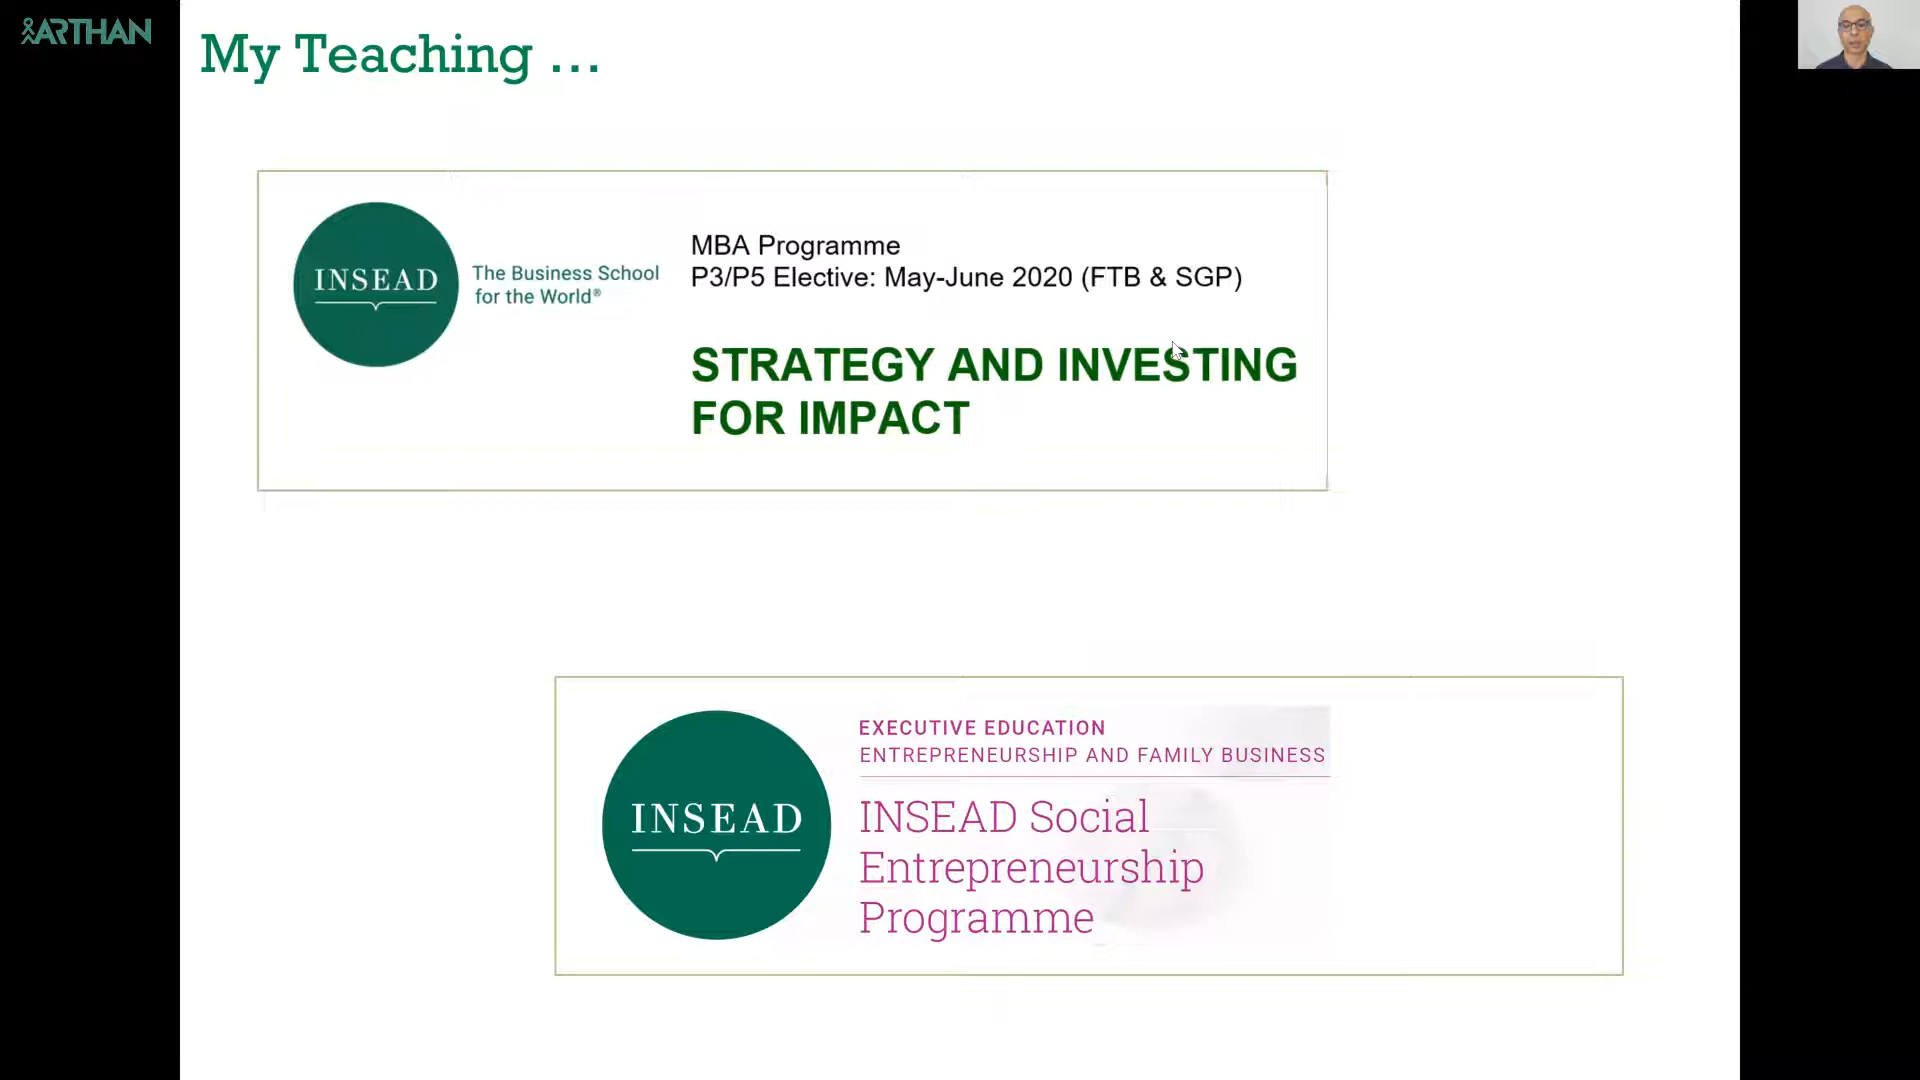 ARTHAN
My Teaching ...
INSEAD
The Business School
for the World®
MBA Programme
P3/P5 Elective: May-June 2020 (FTB & SGP)
STRATEGY AND INVESTING
FOR IMPACT
INSEAD
EXECUTIVE EDUCATION
ENTREPRENEURSHIP AND FAMILY BUSINESS
INSEAD Social
Entrepreneurship
Programme